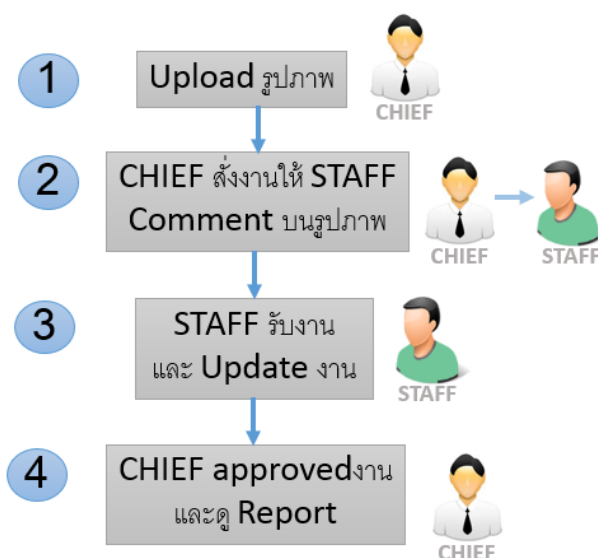 1
Upload รูปภาพ
CHIEF
2
CHIEF สั่งงานให้ STAFF
Comment บนรูปภาพ
CHIEF
STAFF
3
STAFF รับงาน
และ Update งาน
STAFF
4
CHIEF approvedงาน
และดู Report
CHIEF